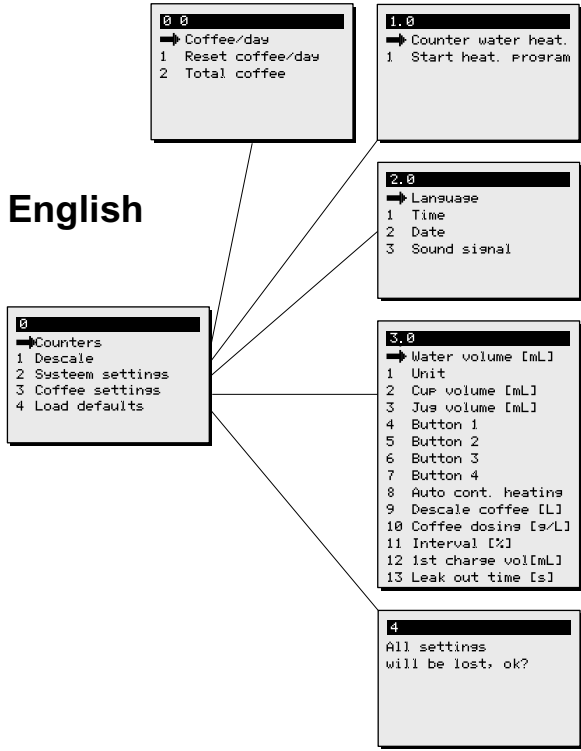 0 0
Coffee/day
1 Reset coffee/day
2 Total coffee
1.0
Counter water heat.
1 Start heat. program
English
2.0
Language
1 Time
2 Date
3 Sound signal
0
Counters
1 Descale
2 Systeem settings
3 Coffee settings
4 Load defaults
3.0
Water volume [mL]
1 Unit
2 Cup volume [mL]
3 Jug volume [mL]
4 Button 1
5 Button 2
6 Button 3
7 Button 4
8 Auto cont. heating
9 Descale coffee [L]
10 Coffee dosing [g/L]
11 Interval [%]
12 1st charge vol[mL]
13 Leak out time [s]
4
All settings
will be lost, ok?